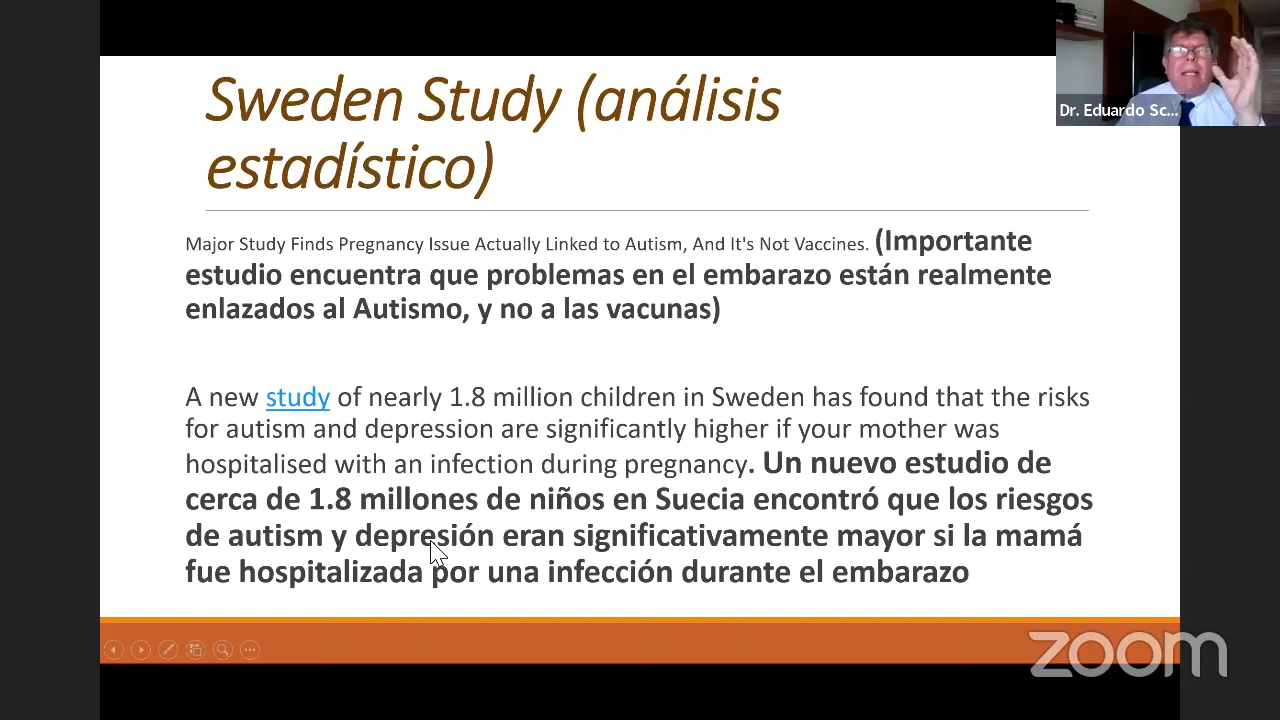 Dr. Eduardo Sc...
Sweden Study (análisis
estadístico)
Major Study Finds Pregnancy Issue Actually Linked to Autism, And It's Not Vaccines. (Importante
estudio encuentra que problemas en el embarazo están realmente
enlazados al Autismo, y no a las vacunas)
A new study of nearly 1.8 million children in Sweden has found that the risks
for autism and depression are significantly higher if your mother was
hospitalised with an infection during pregnancy. Un nuevo estudio de
cerca de 1.8 millones de niños en Suecia encontró que los riesgos
de autism y depresión eran significativamente mayor si la mamá
fue hospitalizada por una infección durante el embarazo
zoom